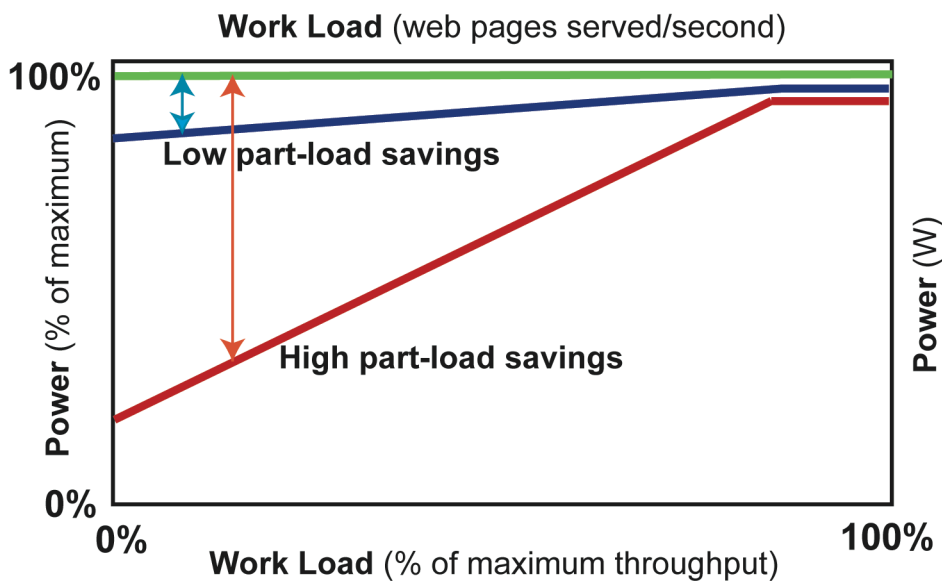 Work Load (web pages served/second)
100%
Low part-load savings
Power (% of maximum)
Power (W)
High part-load savings
0%
0%
100%
Work Load (% of maximum throughput)